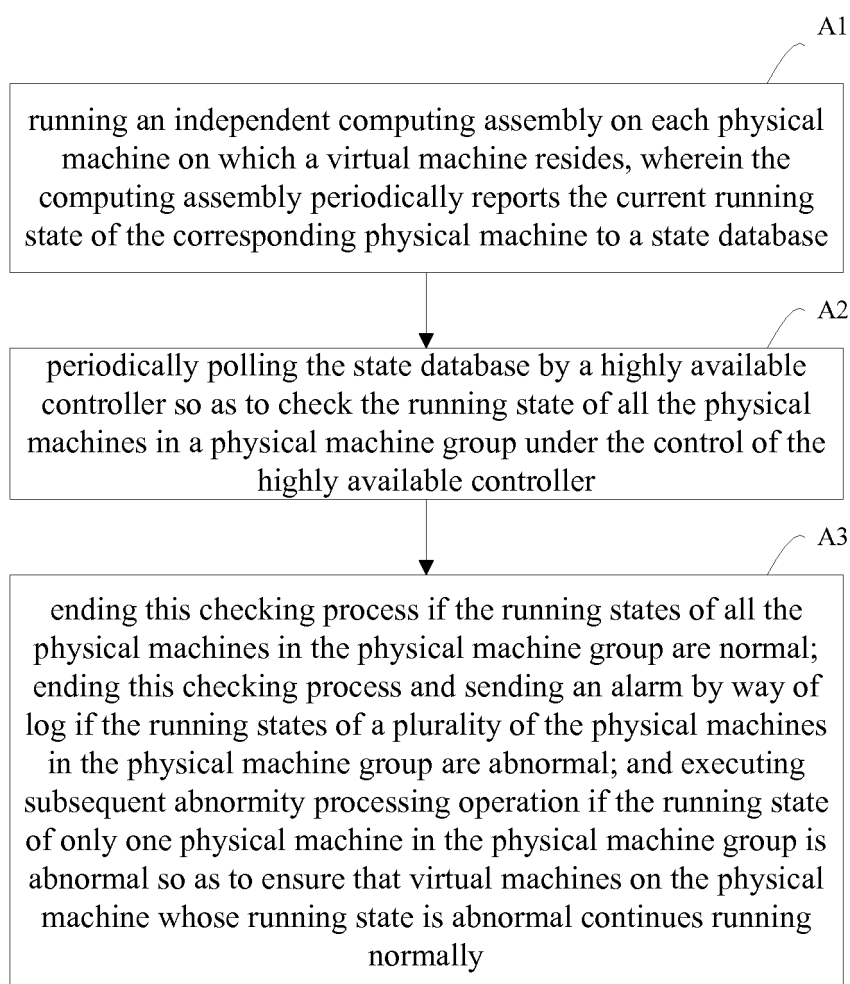 A1
running an independent computing assembly on each physical
machine on which a virtual machine resides, wherein the
computing assembly periodically reports the current running
state of the corresponding physical machine to a state database
A2
periodically polling the state database by a highly available
controller so as to check the running state of all the physical
machines in a physical machine group under the control of the
highly available controller
A3
ending this checking process if the running states of all the
physical machines in the physical machine group are normal;
ending this checking process and sending an alarm by way of
log if the running states of a plurality of the physical machines
in the physical machine group are abnormal; and executing
subsequent abnormity processing operation if the running state
of only one physical machine in the physical machine group is
abnormal so as to ensure that virtual machines on the physical
machine whose running state is abnormal continues running
normally